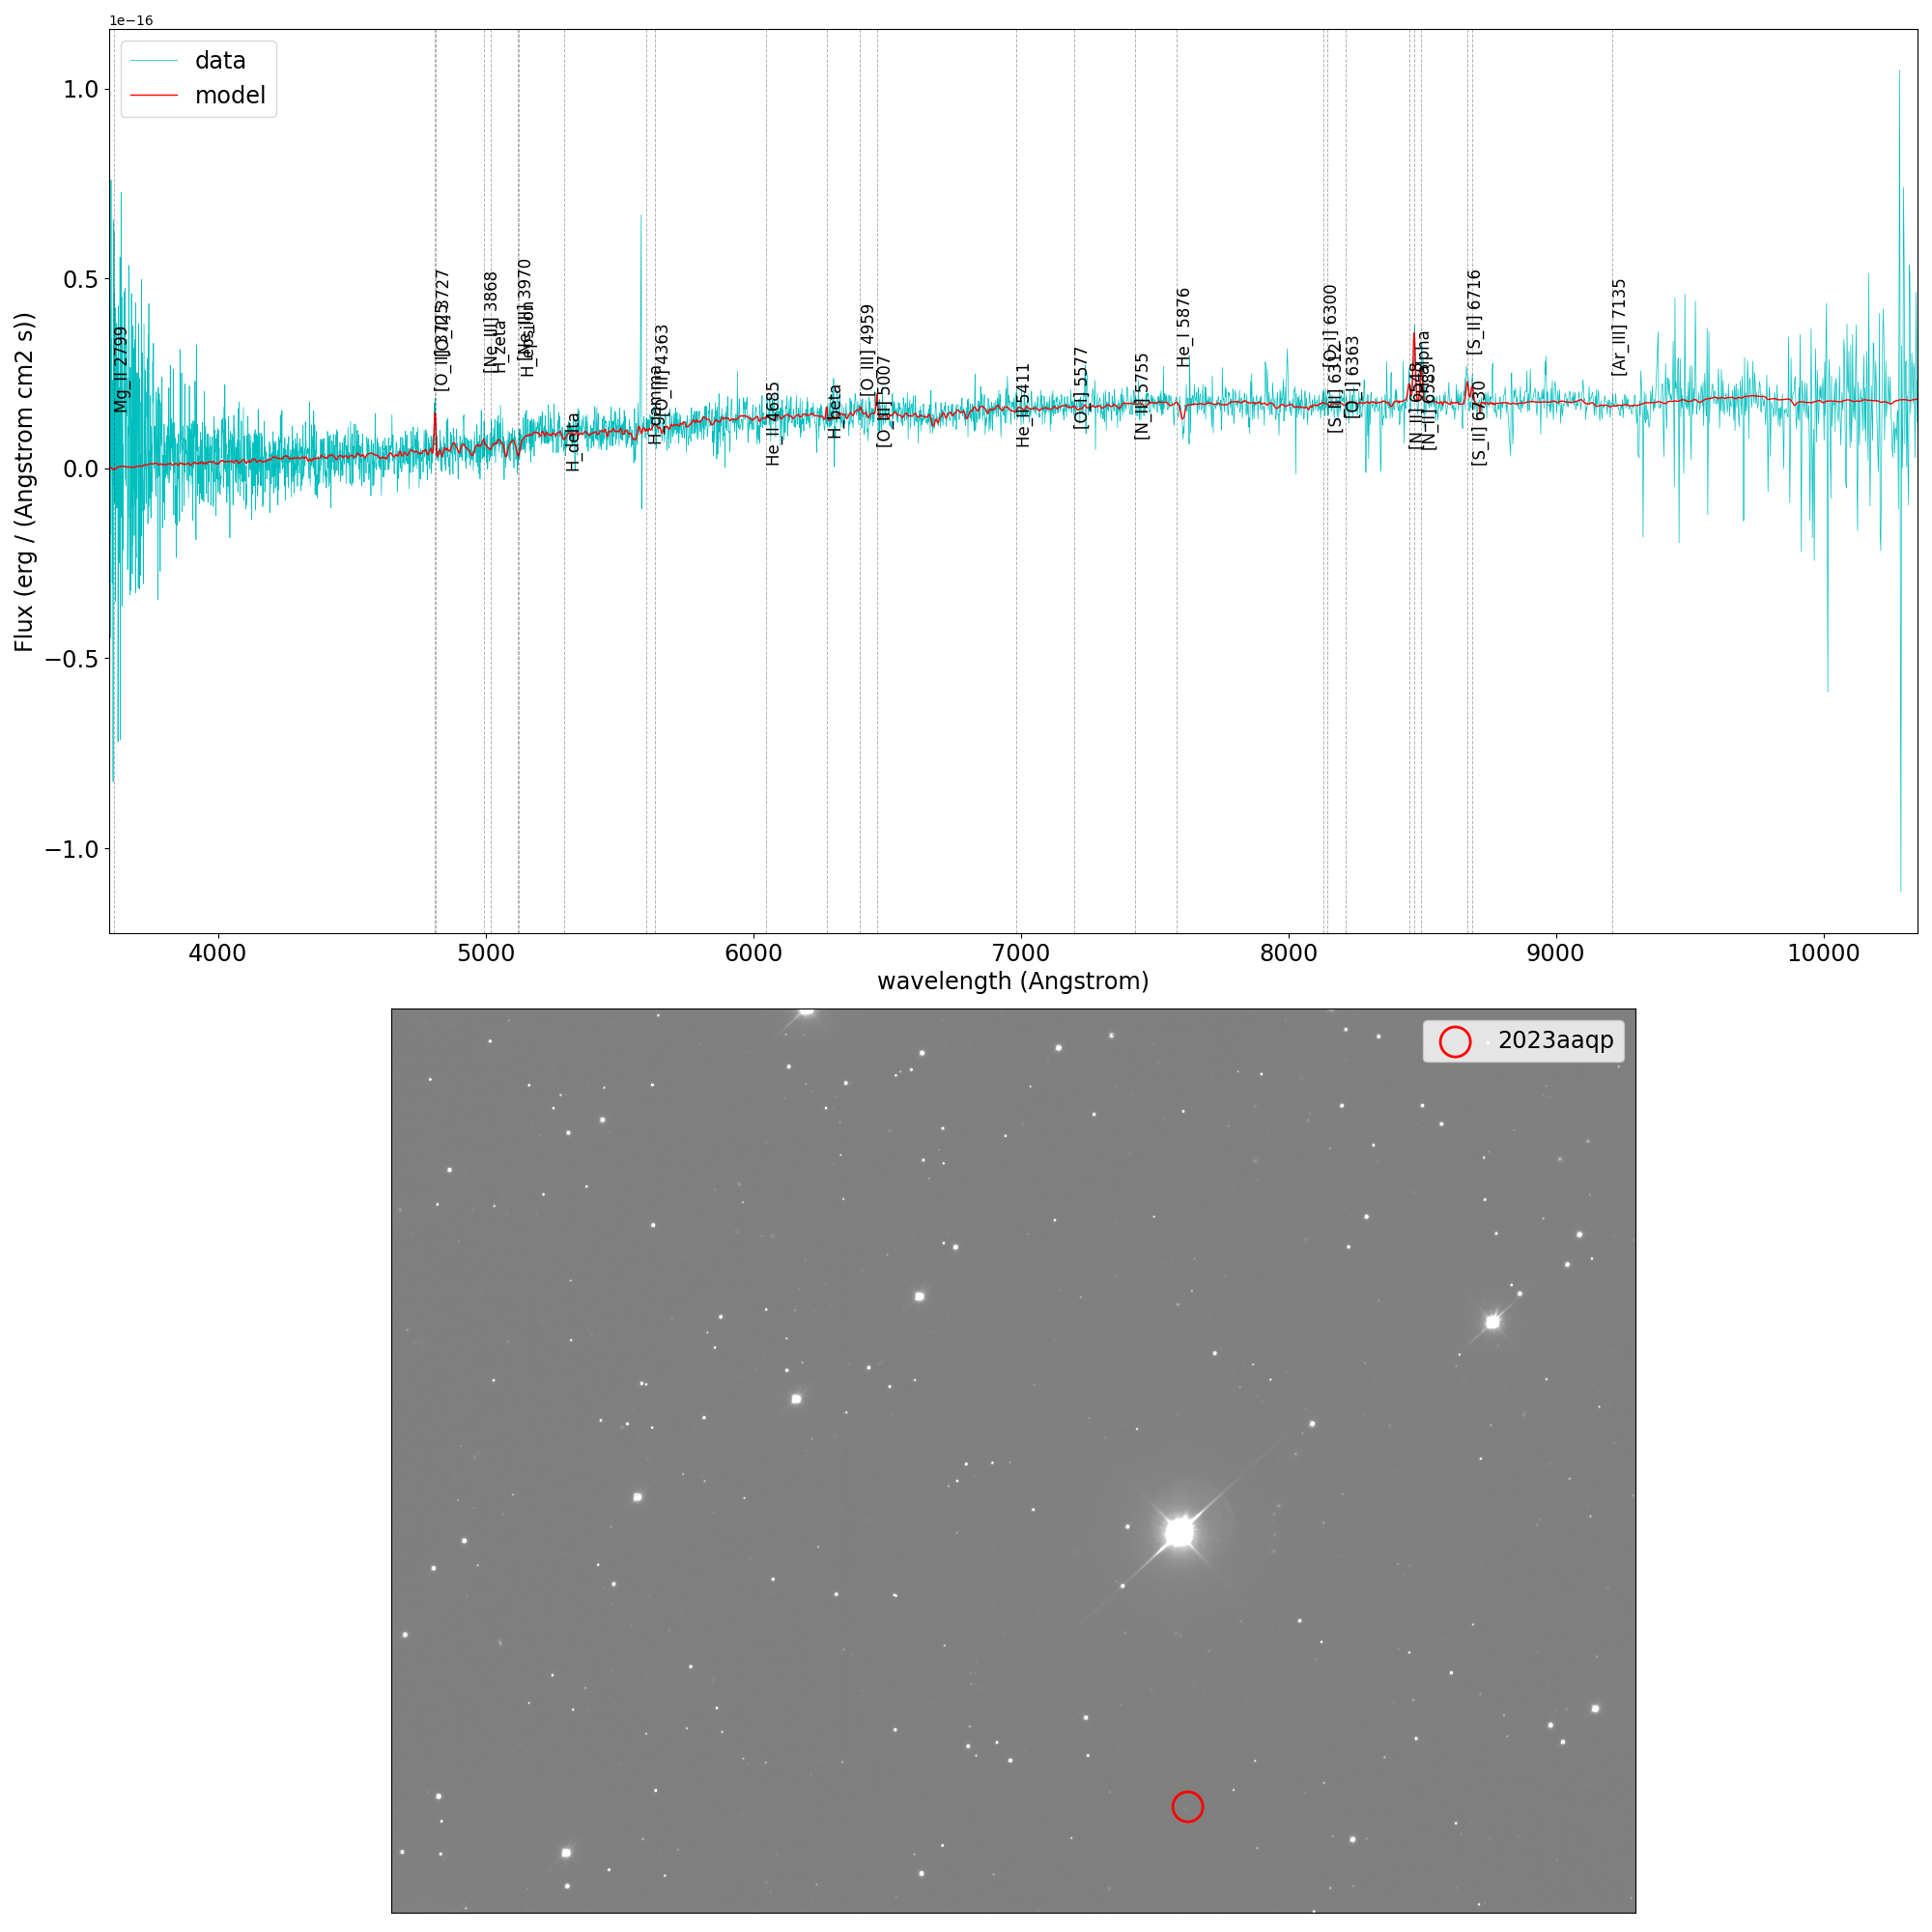 1e−16
data
model
1.0
0.5
0.0
−0.5
−1.0
Flux (erg / (Angstrom cm2 s))
Mg_II 2799
[O_II] 3725
[O_II] 3727
[Ne_III] 3868
H_zeta
[Ne_III] 3970
H_epsilon
H_delta
H_gamma
[O_III] 4363
He_II 4685
H_beta
[O_III] 4959
[O_III] 5007
He_II 5411
[O_I] 5577
[N_II] 5755
He_I 5876
[O_I] 6300
[S_III] 6312
[O_I] 6363
[N_II] 6548
H_alpha
[N_II] 6583
[S_II] 6716
[S_II] 6730
[Ar_III] 7135
4000 5000 6000 7000 8000 9000 10000
wavelength (Angstrom)
2023aaqp